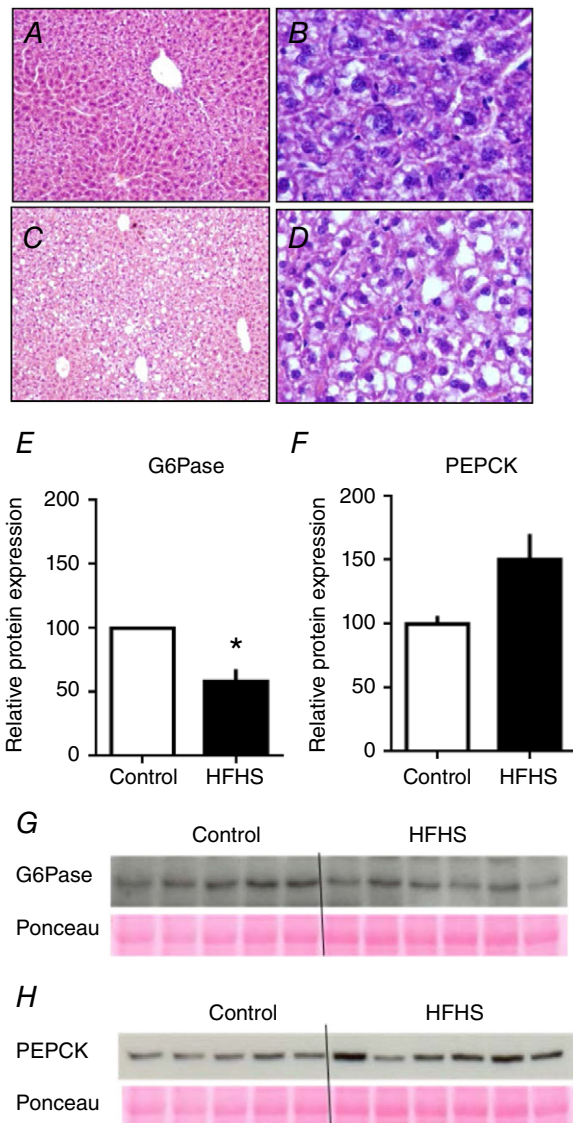 A
B
C
D
E
F
G6Pase
PEPCK
Relative protein expression
200
150
100
50
0
*
Control
HFHS
Relative protein expression
200
150
100
50
0
Control
HFHS
G
Control
HFHS
G6Pase
Ponceau
H
Control
HFHS
PEPCK
Ponceau